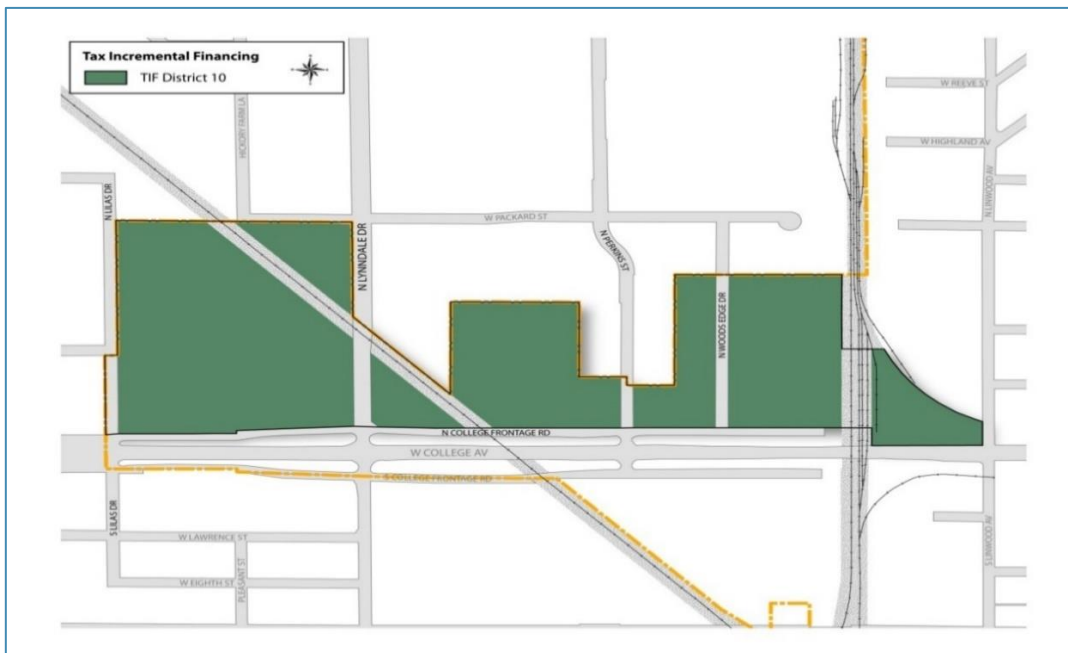 Tax Incremental Financing
TIF District 10
HICKORY FARM LA
W REEVE ST
W HIGHLAND AV
N LILAS DR
N LYNNDALE DR
W PACKARD ST
N PERKINS ST
N LINWOOD AV
N WOODS EDGE DR
N COLLEGE FRONTAGE RD
W COLLEGE AV
S COLLEGE FRONTAGE RD
S LILAS DR
W LAWRENCE ST
PLEASANT ST
W EIGHTH ST
S LINWOOD AV